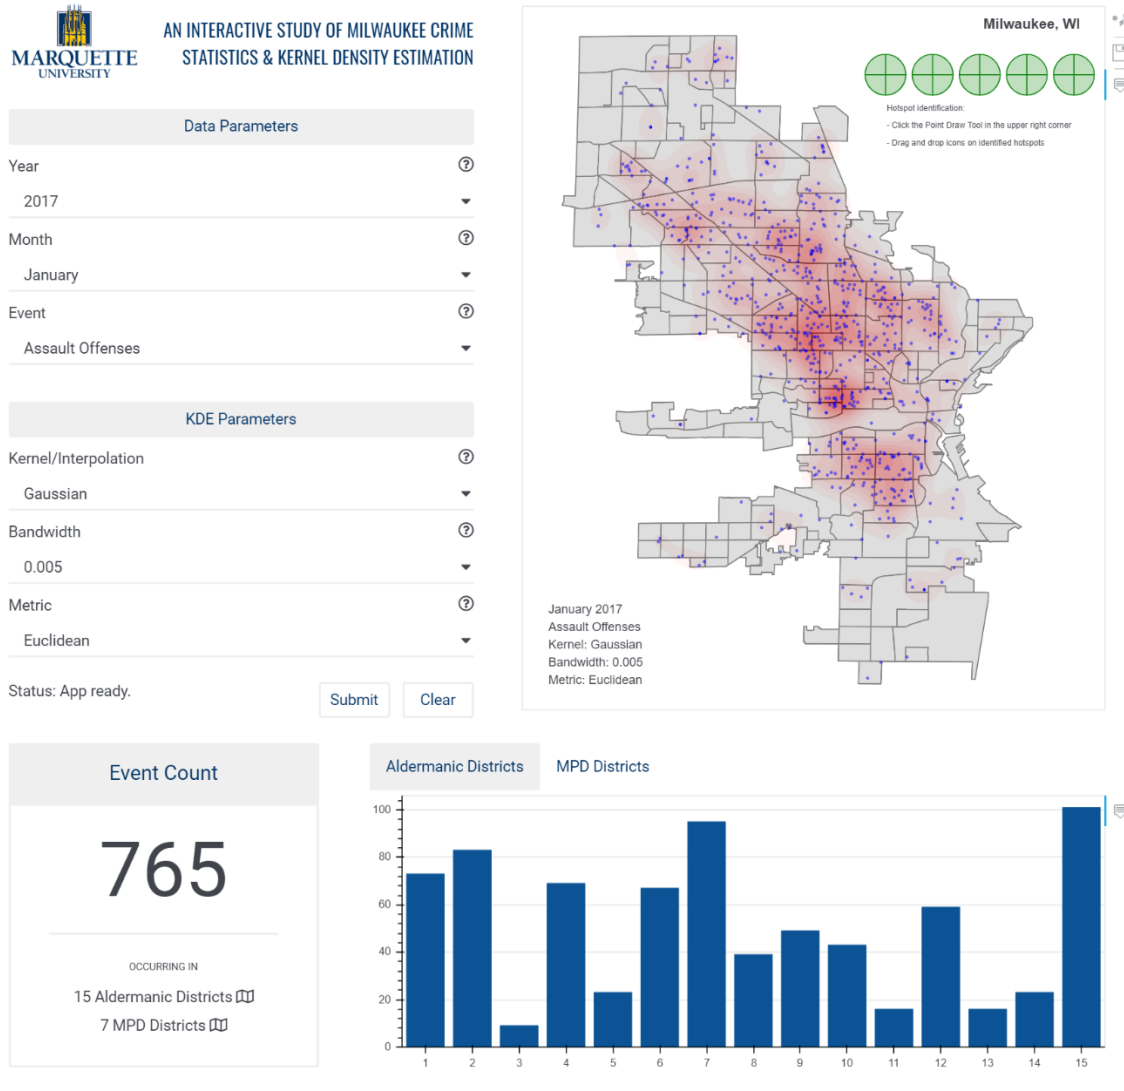 MARQUETTE
UNIVERSITY
AN INTERACTIVE STUDY OF MILWAUKEE CRIME
STATISTICS & KERNEL DENSITY ESTIMATION
Data Parameters
Year
2017
Month
January
Event
Assault Offenses
KDE Parameters
Kernel/Interpolation
Gaussian
Bandwidth
0.005
Metric
Euclidean
Status: App ready.
Submit
Clear
Milwaukee, WI
Hotspot identification:
- Click the Point Draw Tool in the upper right corner
- Drag and drop icons on identified hotspots
January 2017
Assault Offenses
Kernel: Gaussian
Bandwidth: 0.005
Metric: Euclidean
Event Count
765
OCCURRING IN
15 Aldermanic Districts
7 MPD Districts
Aldermanic Districts
MPD Districts
100
80
60
40
20
0
1 2 3 4 5 6 7 8 9 10 11 12 13 14 15